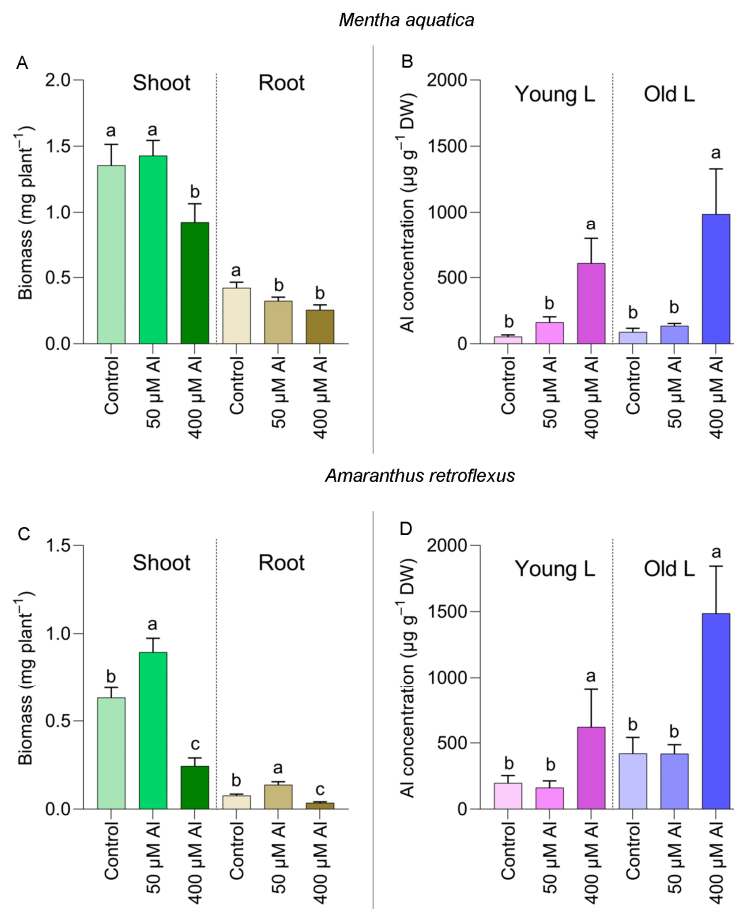 Mentha aquatica
A
B
Shoot
Root
Young L
Old L
Biomass (mg plant⁻¹)
2.0
1.5
1.0
0.5
0.0
a
a
b
a
b
b
Control
50 µM Al
400 µM Al
Control
50 µM Al
400 µM Al
Al concentration (µg g⁻¹ DW)
2000
1500
1000
500
0
b
b
a
b
b
a
Control
50 µM Al
400 µM Al
Control
50 µM Al
400 µM Al
Amaranthus retroflexus
C
D
Shoot
Root
Young L
Old L
Biomass (mg plant⁻¹)
1.5
1.0
0.5
0.0
b
a
c
b
a
c
Control
50 µM Al
400 µM Al
Control
50 µM Al
400 µM Al
Al concentration (µg g⁻¹ DW)
2000
1500
1000
500
0
b
b
a
b
b
a
Control
50 µM Al
400 µM Al
Control
50 µM Al
400 µM Al